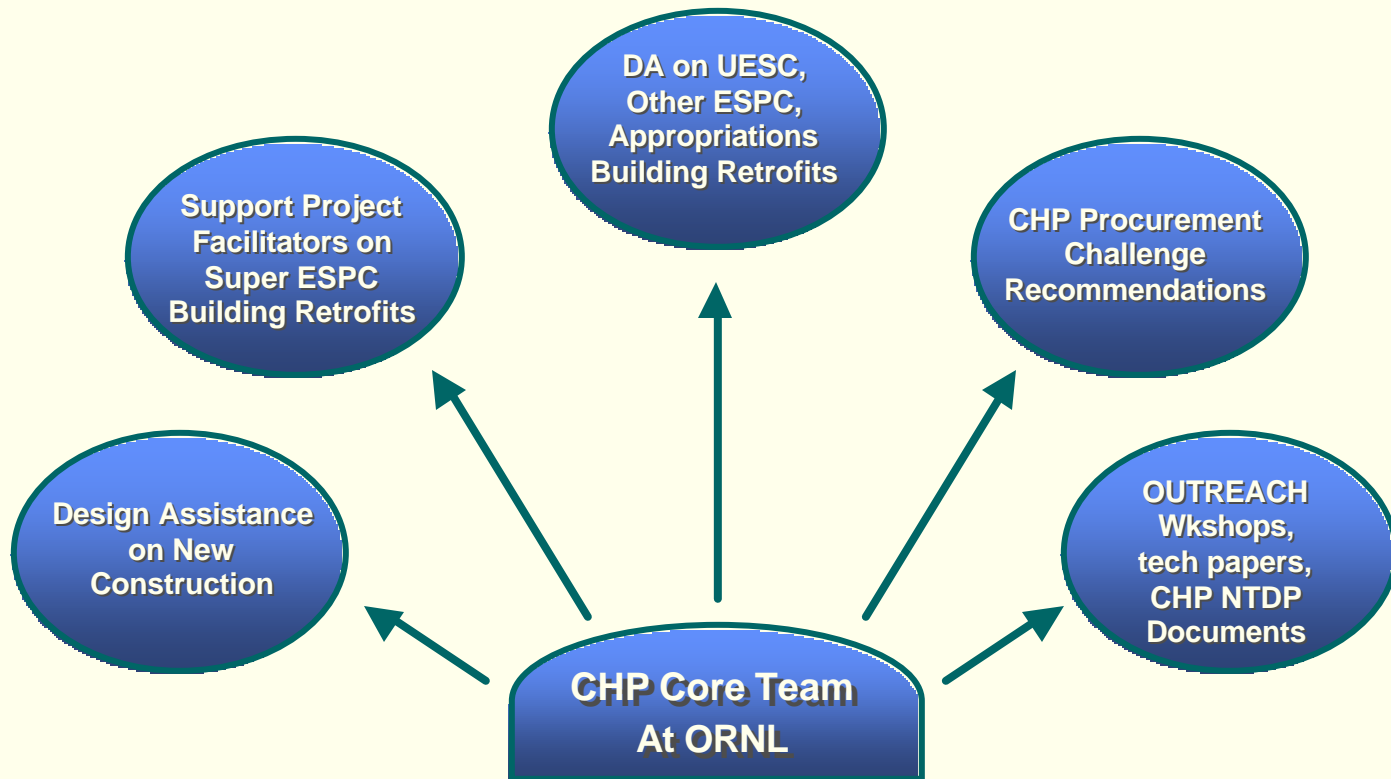 DA on UESC,
Other ESPC,
Appropriations
Building Retrofits
Support Project
Facilitators on
Super ESPC
Building Retrofits
CHP Procurement
Challenge
Recommendations
Design Assistance
on New
Construction
OUTREACH
Wkshops,
tech papers,
CHP NTDP
Documents
CHP Core Team
At ORNL